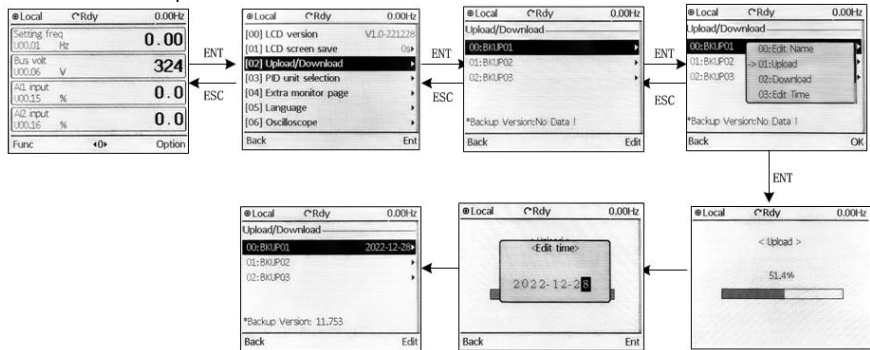 Local Rdy 0.00Hz
Setting freq
U00.01 Hz 0.00
Bus volt
U00.06 V 324
AI1 input
U00.15 % 0.0
AI2 input
U00.16 % 0.0
Func 0 Option
ENT
ESC
Local Rdy 0.00Hz
[00] LCD version V1.0-221228
[01] LCD screen save 0s
[02] Upload/Download
[03] PID unit selection
[04] Extra monitor page
[05] Language
[06] Oscilloscope
Back Ent
ENT
ESC
Local Rdy 0.00Hz
Upload/Download
00:BKUP01
01:BKUP02
02:BKUP03
*Backup Version:No Data !
Back Edit
ENT
ESC
Local Rdy 0.00Hz
Upload/Download
00:BKUP01 00:Edit Name
01:BKUP02 -> 01:Upload
02:BKUP03 02:Download
03:Edit Time
*Backup Version:No Data !
Back OK
ENT
Local Rdy 0.00Hz
< Upload >
51.4%
Local Rdy 0.00Hz
<Edit time>
2022-12-28
Back Ent
Local Rdy 0.00Hz
Upload/Download
00:BKUP01 2022-12-28
01:BKUP02
02:BKUP03
*Backup Version: 11.753
Back Edit